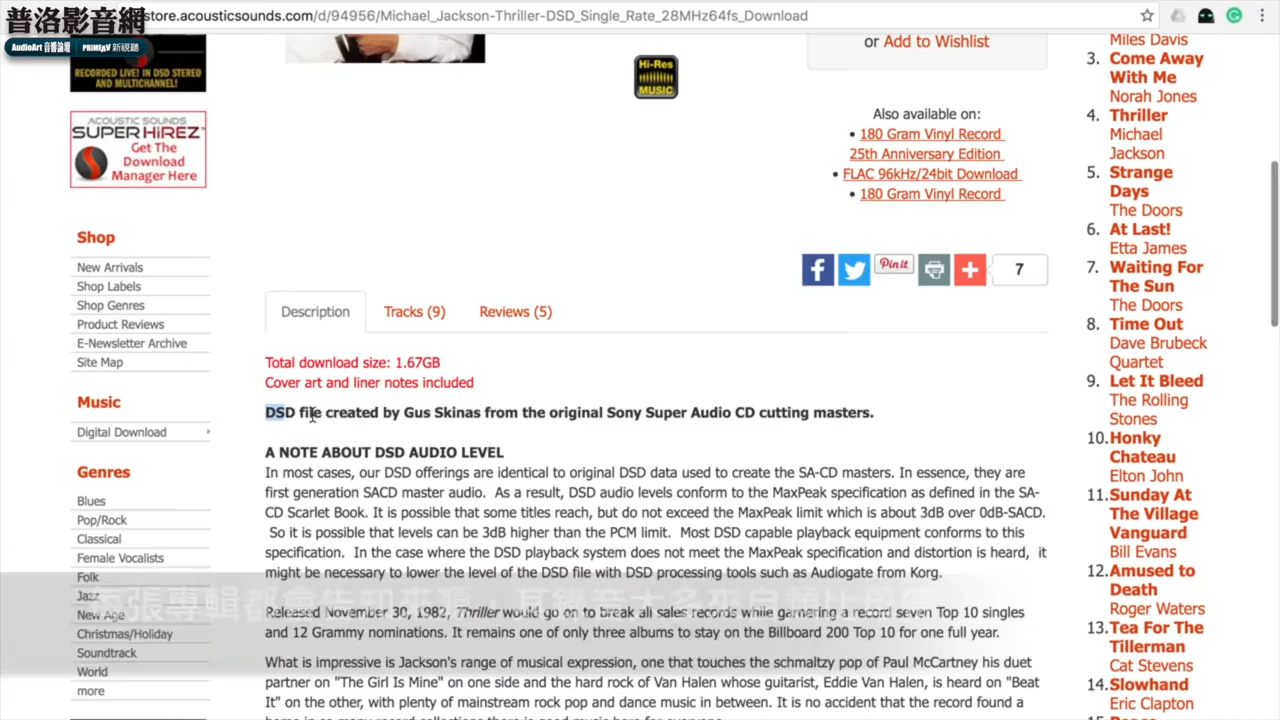 普洛影音網
AudioArt 音響論壇 PRIME AV 新視聽
store.acousticsounds.com/d/94956/Michael_Jackson-Thriller-DSD_Single_Rate_28MHz64fs_Download
RECORDED LIVE! IN DSD STEREO
AND MULTICHANNEL!
ACOUSTIC SOUNDS
SUPER HIREZ
Get The
Download
Manager Here
Shop
New Arrivals
Shop Labels
Shop Genres
Product Reviews
E-Newsletter Archive
Site Map
Music
Digital Download
Genres
Blues
Pop/Rock
Classical
Female Vocalists
Folk
Jazz
New Age
Christmas/Holiday
Soundtrack
World
more
Hi-Res
MUSIC
or Add to Wishlist
Also available on:
• 180 Gram Vinyl Record
25th Anniversary Edition
• FLAC 96kHz/24bit Download
• 180 Gram Vinyl Record
Pin it
7
Description
Tracks (9)
Reviews (5)
Total download size: 1.67GB
Cover art and liner notes included
DSD file created by Gus Skinas from the original Sony Super Audio CD cutting masters.
A NOTE ABOUT DSD AUDIO LEVEL
In most cases, our DSD offerings are identical to original DSD data used to create the SA-CD masters. In essence, they are
first generation SACD master audio. As a result, DSD audio levels conform to the MaxPeak specification as defined in the SA-
CD Scarlet Book. It is possible that some titles reach, but do not exceed the MaxPeak limit which is about 3dB over 0dB-SACD.
So it is possible that levels can be 3dB higher than the PCM limit. Most DSD capable playback equipment conforms to this
specification. In the case where the DSD playback system does not meet the MaxPeak specification and distortion is heard, it
might be necessary to lower the level of the DSD file with DSD processing tools such as Audiogate from Korg.
Released November 30, 1982, Thriller would go on to break all sales records while garnering a record seven Top 10 singles
and 12 Grammy nominations. It remains one of only three albums to stay on the Billboard 200 Top 10 for one full year.
What is impressive is Jackson's range of musical expression, one that touches the schmaltzy pop of Paul McCartney his duet
partner on "The Girl Is Mine" on one side and the hard rock of Van Halen whose guitarist, Eddie Van Halen, is heard on "Beat
It" on the other, with plenty of mainstream rock pop and dance music in between. It is no accident that the record found a
Miles Davis
3. Come Away
With Me
Norah Jones
4. Thriller
Michael
Jackson
5. Strange
Days
The Doors
6. At Last!
Etta James
7. Waiting For
The Sun
The Doors
8. Time Out
Dave Brubeck
Quartet
9. Let It Bleed
The Rolling
Stones
10. Honky
Chateau
Elton John
11. Sunday At
The Village
Vanguard
Bill Evans
12. Amused to
Death
Roger Waters
13. Tea For The
Tillerman
Cat Stevens
14. Slowhand
Eric Clapton